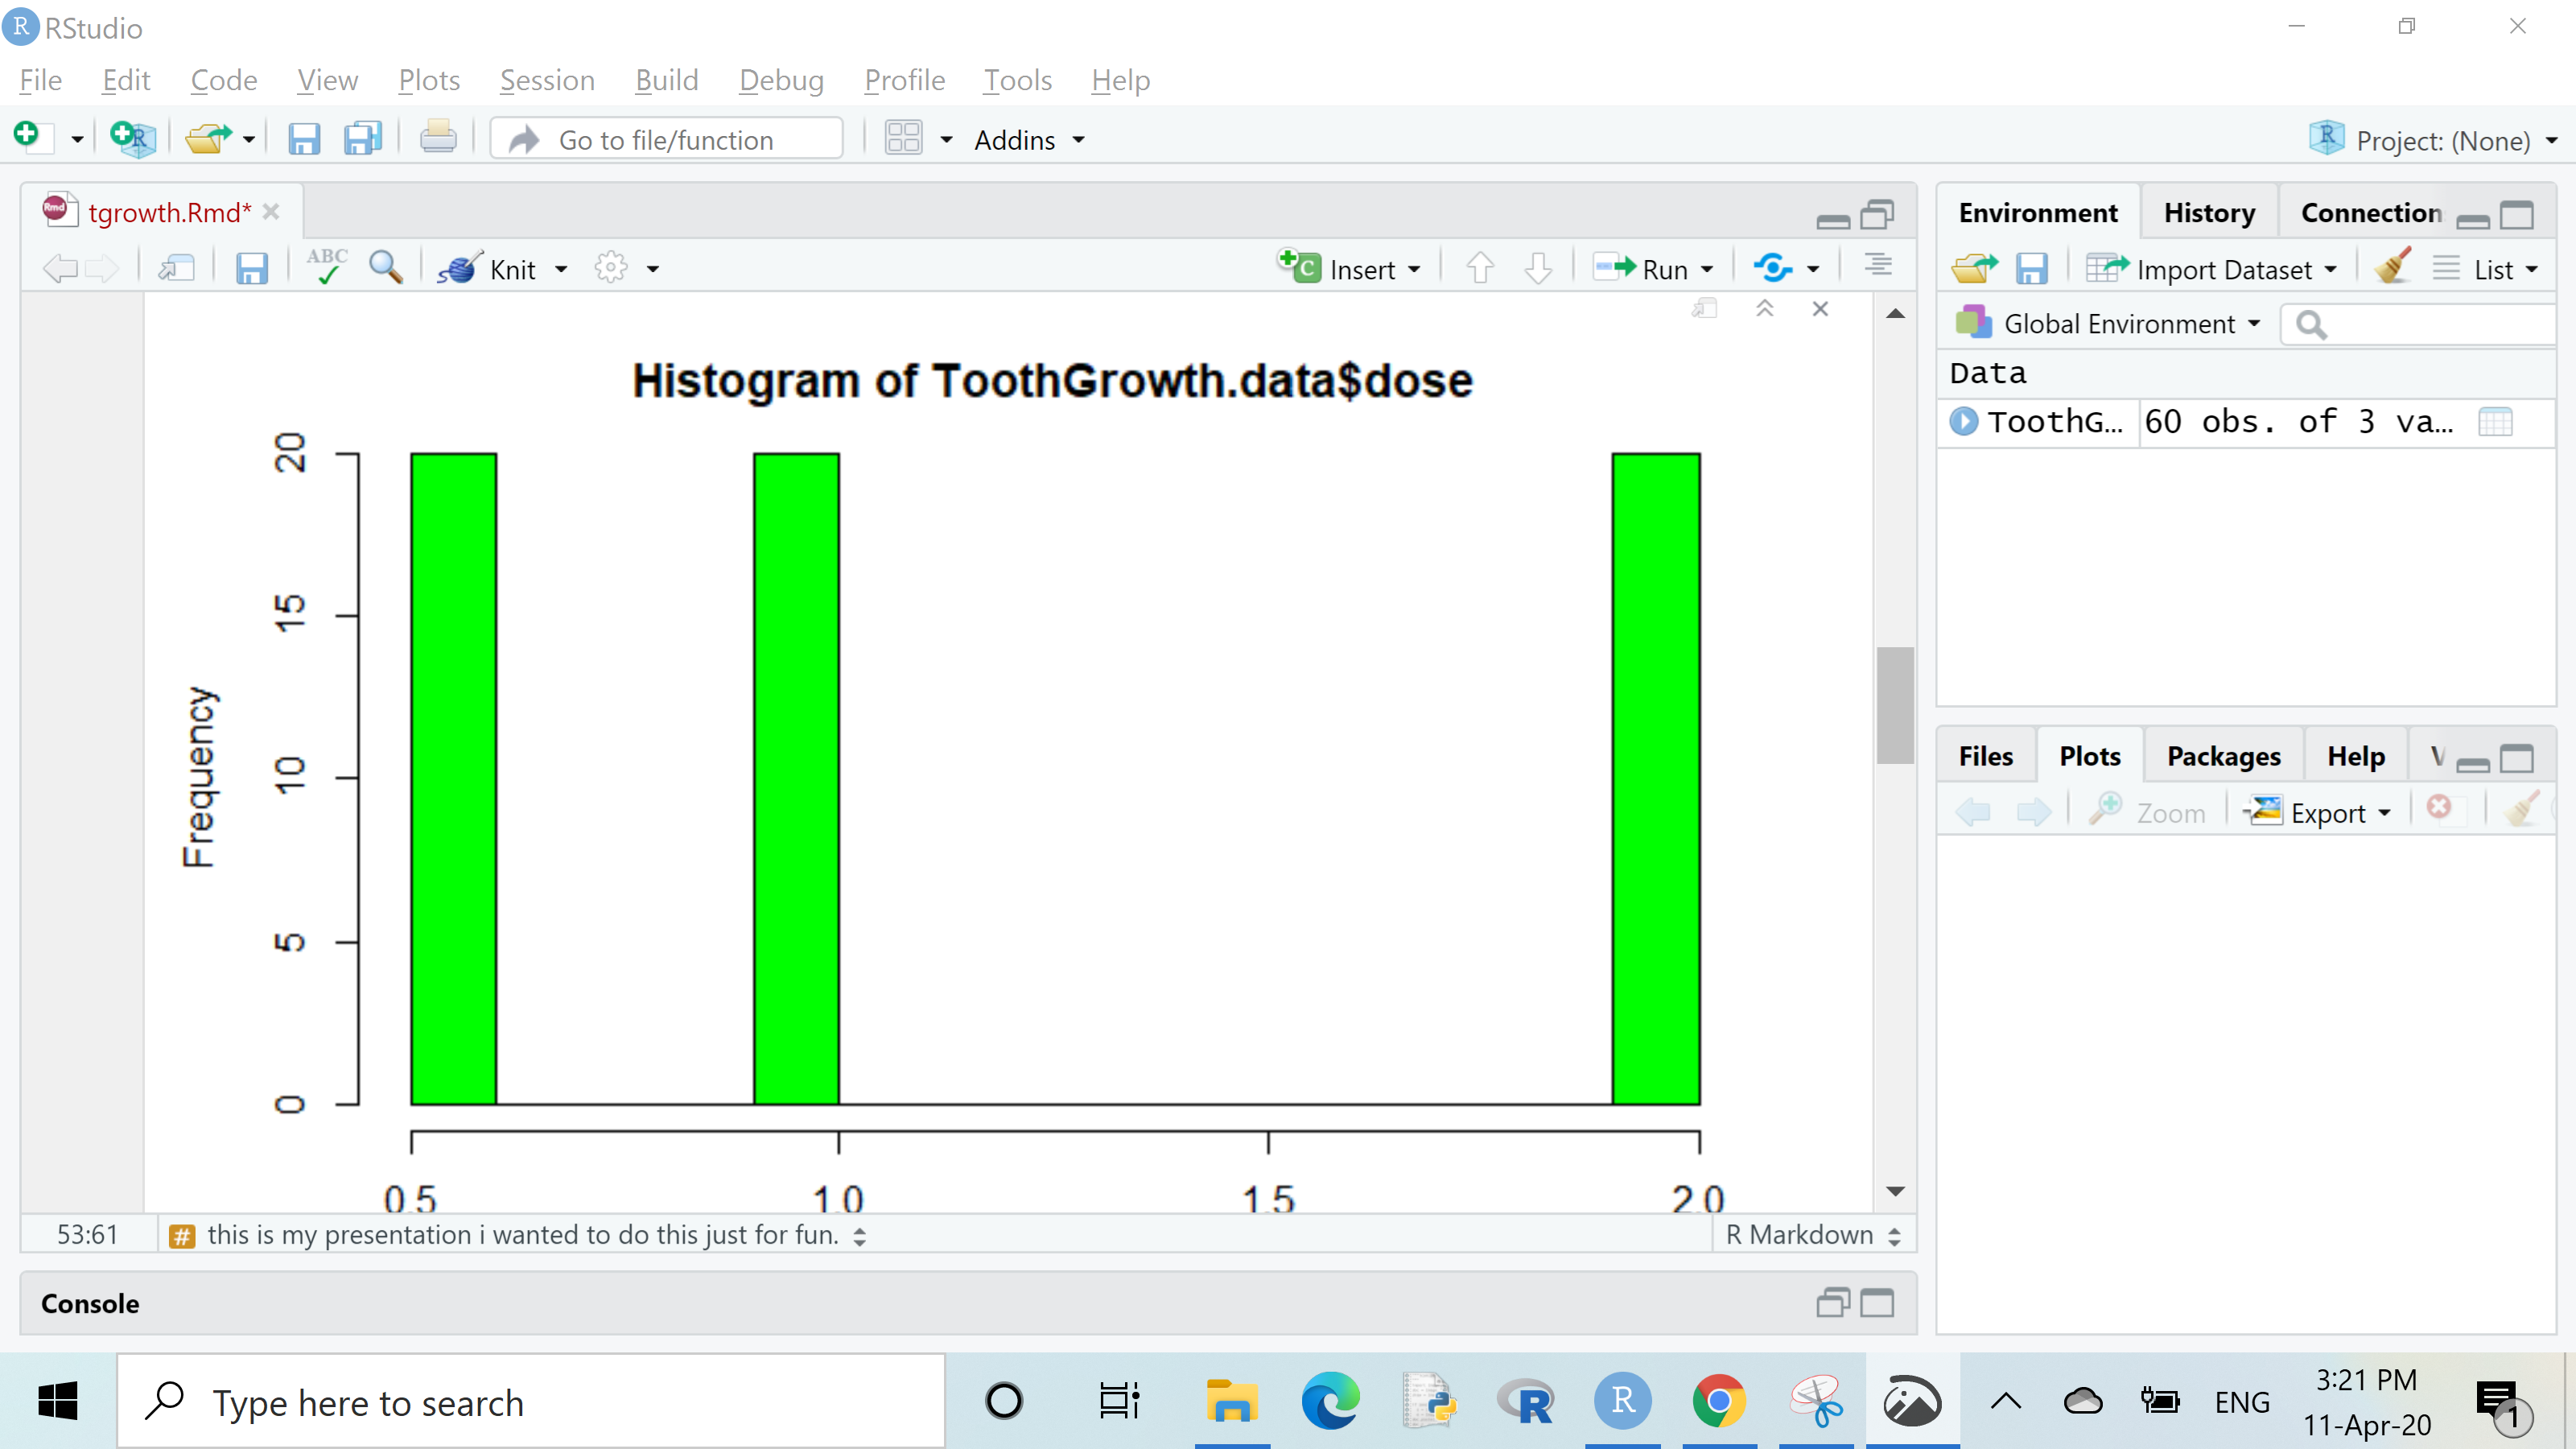 RStudio
File Edit Code View Plots Session Build Debug Profile Tools Help
Go to file/function Addins Project: (None)
tgrowth.Rmd*
Environment History Connection
ABC Knit Insert Run
Import Dataset List
Global Environment
Data
ToothG... 60 obs. of 3 va...
Histogram of ToothGrowth.data$dose
Frequency
20
15
10
5
0
0.5 1.0 1.5 2.0
Files Plots Packages Help V
Zoom Export
53:61 # this is my presentation i wanted to do this just for fun. R Markdown
Console
Type here to search
ENG
3:21 PM
11-Apr-20
1